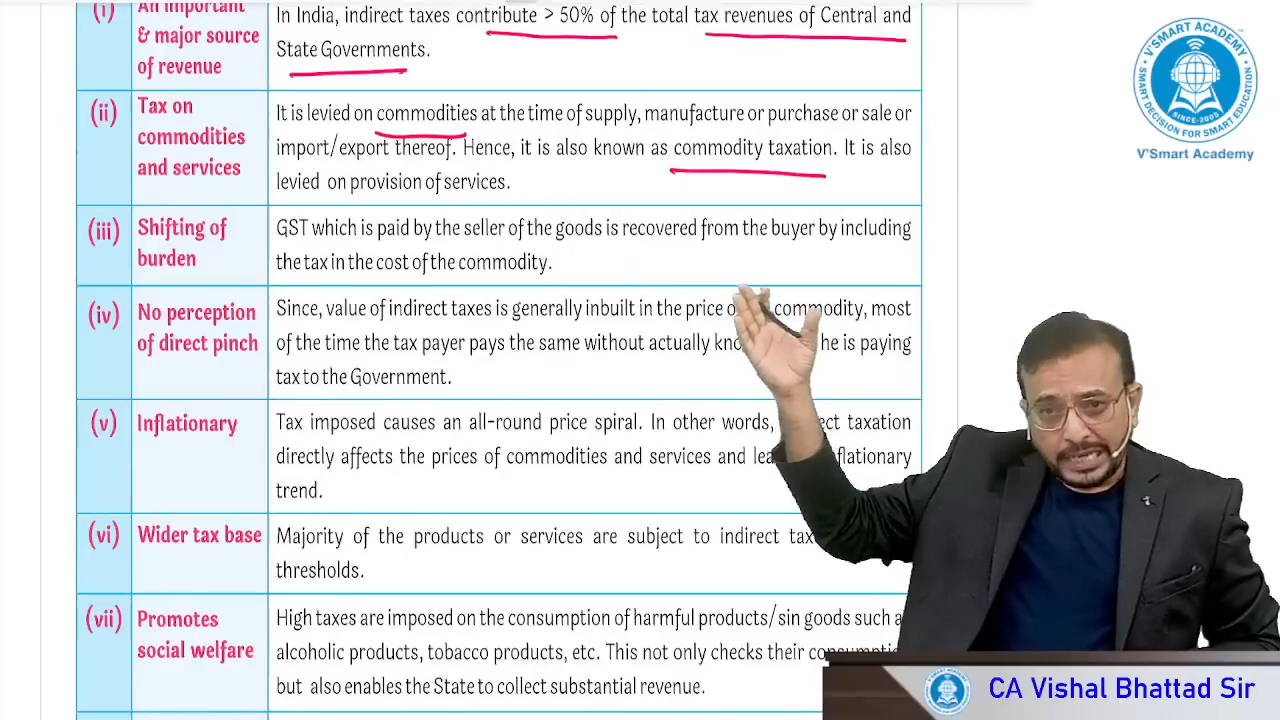 (i)
An important
& major source
of revenue
In India, indirect taxes contribute > 50% of the total tax revenues of Central and
State Governments.
(ii)
Tax on
commodities
and services
It is levied on commodities at the time of supply, manufacture or purchase or sale or
import/export thereof. Hence, it is also known as commodity taxation. It is also
levied on provision of services.
(iii)
Shifting of
burden
GST which is paid by the seller of the goods is recovered from the buyer by including
the tax in the cost of the commodity.
(iv)
No perception
of direct pinch
Since, value of indirect taxes is generally inbuilt in the price commodity, most
of the time the tax payer pays the same without actually he is paying
tax to the Government.
(v)
Inflationary
Tax imposed causes an all-round price spiral. In other words, taxation
directly affects the prices of commodities and services and
trend.
(vi)
Wider tax base
Majority of the products or services are subject to indirect
thresholds.
(vii)
Promotes
social welfare
High taxes are imposed on the consumption of harmful products/sin goods such
alcoholic products, tobacco products, etc. This not only checks their
but also enables the State to collect substantial revenue.
V'SMART ACADEMY
SMART DECISION FOR SMART EDUCATION
SINCE-2005
V'Smart Academy
CA Vishal Bhattad Sir